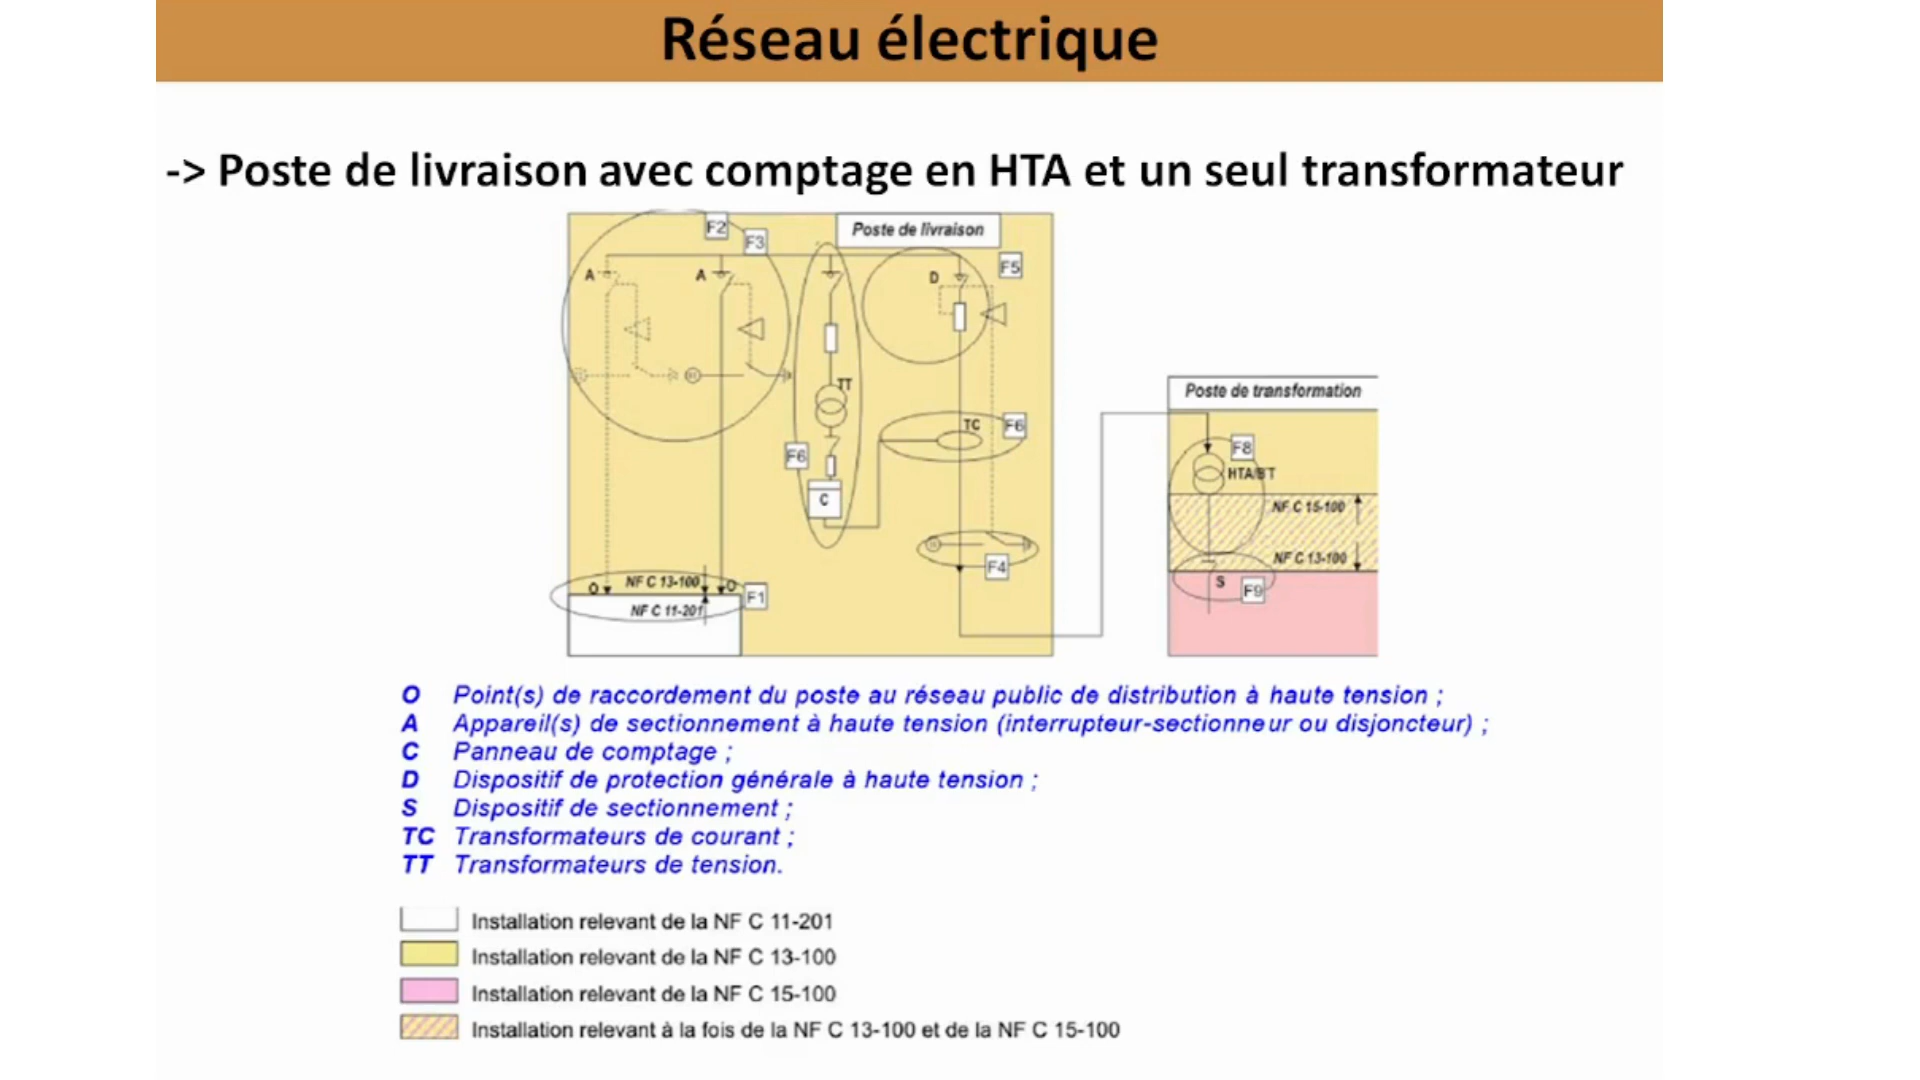 Réseau électrique
-> Poste de livraison avec comptage en HTA et un seul transformateur
F2
F3
Poste de livraison
F5
A
A
D
TT
TC
F6
F6
C
F4
O
NF C 13-100
O
F1
NF C 11-201
Poste de transformation
F8
HTA/BT
NF C 15-100
NF C 13-100
S
F9
O Point(s) de raccordement du poste au réseau public de distribution à haute tension ;
A Appareil(s) de sectionnement à haute tension (interrupteur-sectionneur ou disjoncteur) ;
C Panneau de comptage ;
D Dispositif de protection générale à haute tension ;
S Dispositif de sectionnement ;
TC Transformateurs de courant ;
TT Transformateurs de tension.
Installation relevant de la NF C 11-201
Installation relevant de la NF C 13-100
Installation relevant de la NF C 15-100
Installation relevant à la fois de la NF C 13-100 et de la NF C 15-100